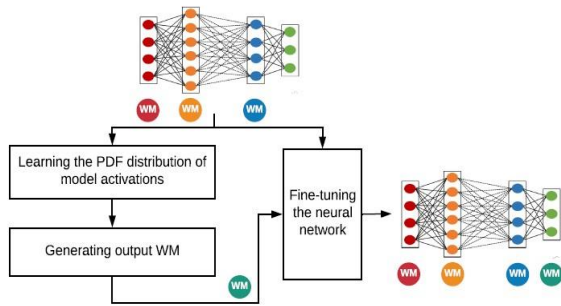 WM WM WM
Learning the PDF distribution of
model activations
Generating output WM
WM
Fine-tuning
the neural
network
WM WM WM WM